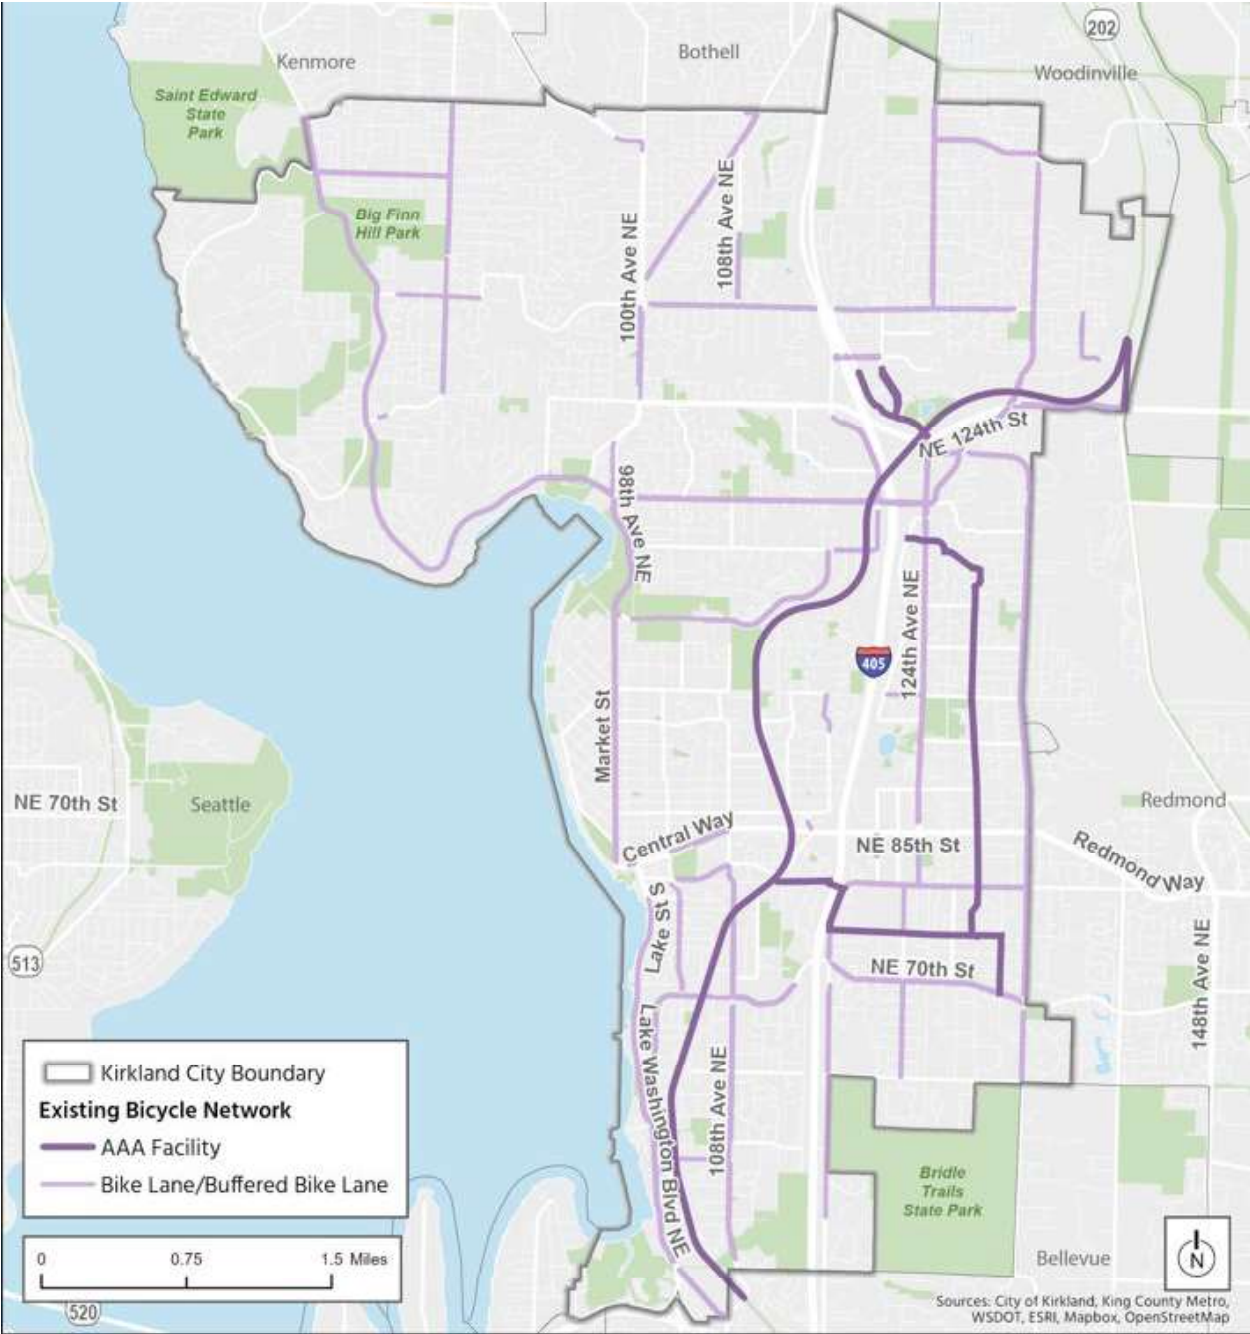 202
Kenmore
Bothell
Woodinville
Saint Edward
State
Park
Big Finn
Hill Park
100th Ave NE
108th Ave NE
NE 124th St
98th Ave NE
124th Ave NE
405
Market St
NE 70th St
Seattle
Redmond
Central Way
NE 85th St
Redmond Way
Lake St S
NE 70th St
148th Ave NE
513
Lake Washington Blvd NE
108th Ave NE
Kirkland City Boundary
Existing Bicycle Network
AAA Facility
Bike Lane/Buffered Bike Lane
Bridle
Trails
State Park
0 0.75 1.5 Miles
Bellevue
N
520
Sources: City of Kirkland, King County Metro,
WSDOT, ESRI, Mapbox, OpenStreetMap